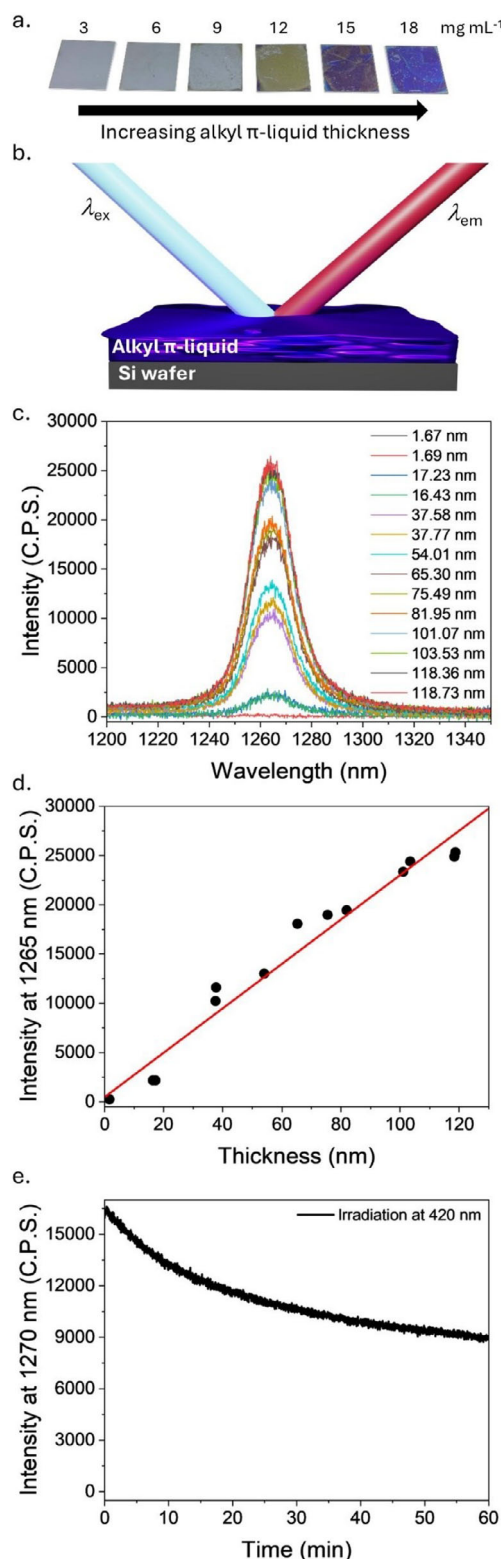 a.
3 6 9 12 15 18 mg mL⁻¹
Increasing alkyl π-liquid thickness
b.
λex
λem
Alkyl π-liquid
Si wafer
c.
Intensity (C.P.S.)
30000
25000
20000
15000
10000
5000
0
1200 1220 1240 1260 1280 1300 1320 1340
Wavelength (nm)
1.67 nm
1.69 nm
17.23 nm
16.43 nm
37.58 nm
37.77 nm
54.01 nm
65.30 nm
75.49 nm
81.95 nm
101.07 nm
103.53 nm
118.36 nm
118.73 nm
d.
Intensity at 1265 nm (C.P.S.)
30000
25000
20000
15000
10000
5000
0
0 20 40 60 80 100 120
Thickness (nm)
e.
Intensity at 1270 nm (C.P.S.)
15000
12000
9000
6000
3000
0
Irradiation at 420 nm
0 10 20 30 40 50 60
Time (min)